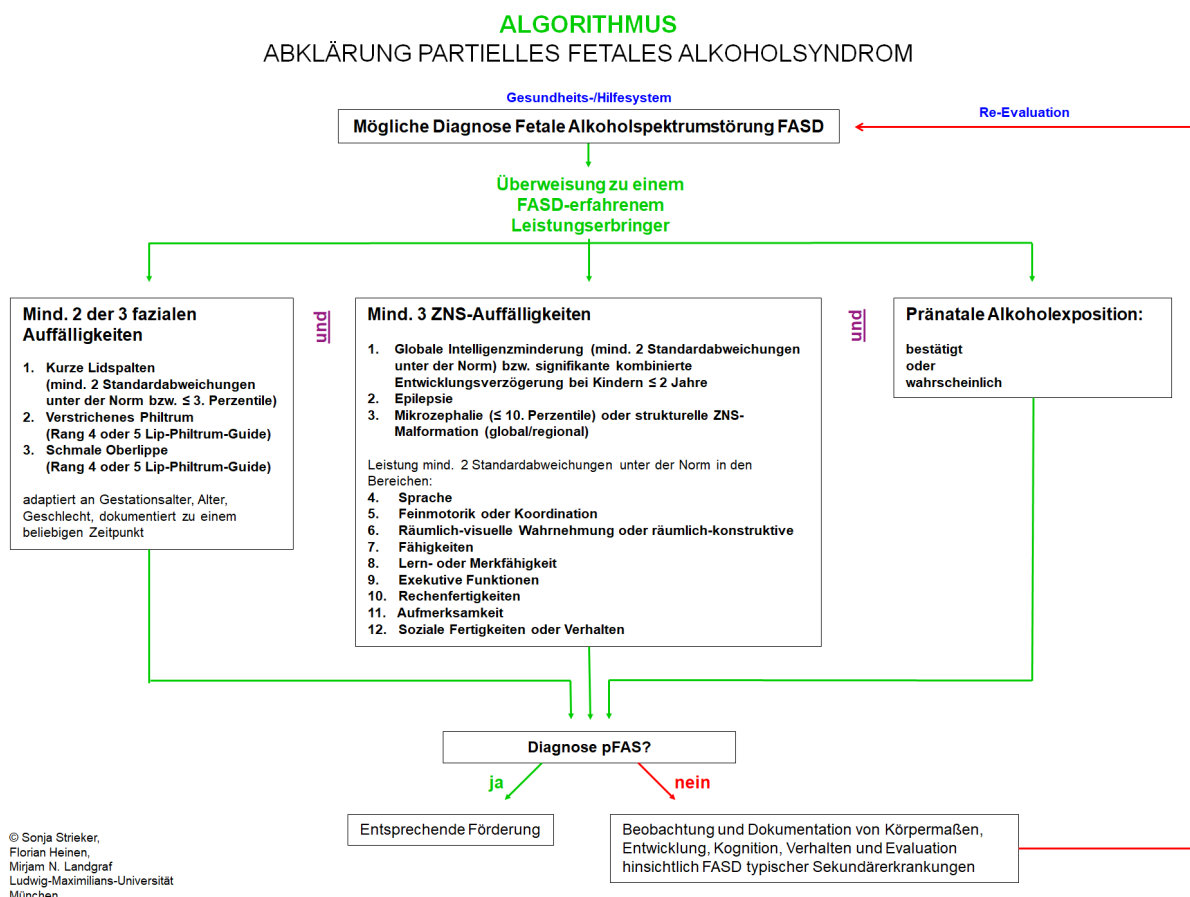 ALGORITHMUS
ABKLÄRUNG PARTIELLES FETALES ALKOHOLSYNDROM
Gesundheits-/Hilfesystem
Mögliche Diagnose Fetale Alkoholspektrumstörung FASD
Re-Evaluation
Überweisung zu einem
FASD-erfahrenem
Leistungserbringer
Mind. 2 der 3 fazialen
Auffälligkeiten
1. Kurze Lidspalten
(mind. 2 Standardabweichungen
unter der Norm bzw. ≤ 3. Perzentile)
2. Verstrichenes Philtrum
(Rang 4 oder 5 Lip-Philtrum-Guide)
3. Schmale Oberlippe
(Rang 4 oder 5 Lip-Philtrum-Guide)
adaptiert an Gestationsalter, Alter,
Geschlecht, dokumentiert zu einem
beliebigen Zeitpunkt
und
Mind. 3 ZNS-Auffälligkeiten
1. Globale Intelligenzminderung (mind. 2 Standardabweichungen
unter der Norm) bzw. signifikante kombinierte
Entwicklungsverzögerung bei Kindern ≤ 2 Jahre
2. Epilepsie
3. Mikrozephalie (≤ 10. Perzentile) oder strukturelle ZNS-
Malformation (global/regional)
Leistung mind. 2 Standardabweichungen unter der Norm in den
Bereichen:
4. Sprache
5. Feinmotorik oder Koordination
6. Räumlich-visuelle Wahrnehmung oder räumlich-konstruktive
7. Fähigkeiten
8. Lern- oder Merkfähigkeit
9. Exekutive Funktionen
10. Rechenfertigkeiten
11. Aufmerksamkeit
12. Soziale Fertigkeiten oder Verhalten
und
Pränatale Alkoholexposition:
bestätigt
oder
wahrscheinlich
Diagnose pFAS?
ja
nein
Entsprechende Förderung
Beobachtung und Dokumentation von Körpermaßen,
Entwicklung, Kognition, Verhalten und Evaluation
hinsichtlich FASD typischer Sekundärerkrankungen
© Sonja Strieker,
Florian Heinen,
Mirjam N. Landgraf
Ludwig-Maximilians-Universität
München